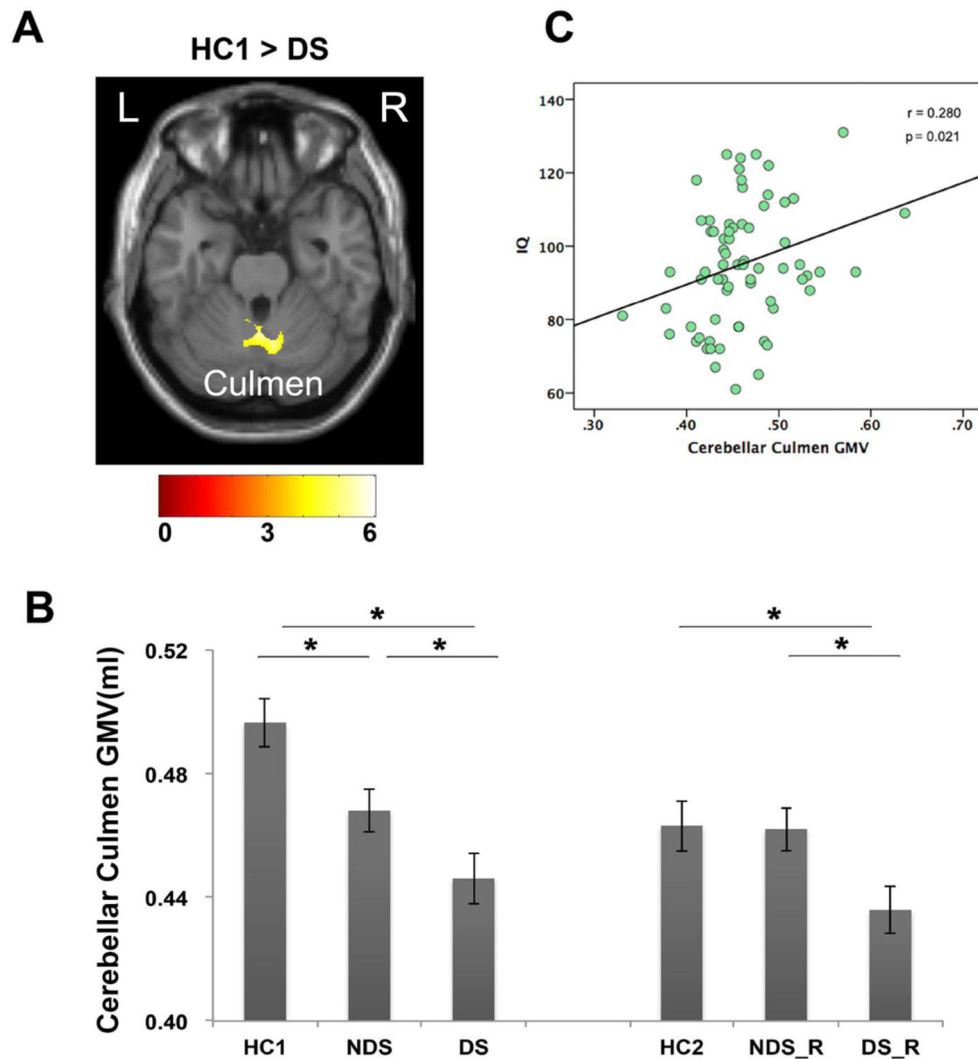 A
HC1 > DS
L R
Culmen
0 3 6
C
140
120
100
80
60
IQ
r = 0.280
p = 0.021
.30 .40 .50 .60 .70
Cerebellar Culmen GMV
B
Cerebellar Culmen GMV(ml)
0.52
0.48
0.44
0.40
* *
* * *
HC1 NDS DS HC2 NDS_R DS_R